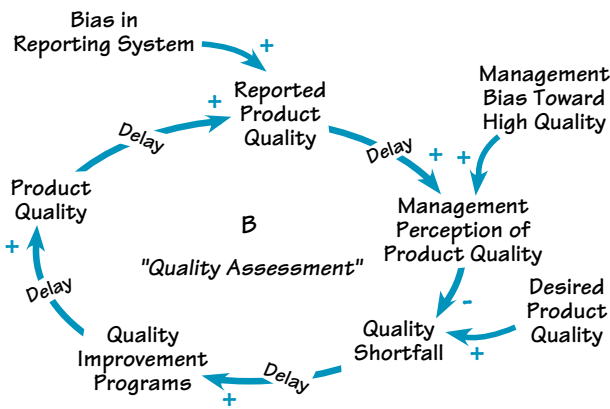 Bias in
Reporting System
+
Management
Bias Toward
High Quality
+
Reported
Product
Quality
Delay
Delay
+
+
Product
Quality
+
B
"Quality Assessment"
Management
Perception of
Product Quality
-
Desired
Product
Quality
Delay
Quality
Improvement
Programs
Quality
Shortfall
+
Delay
+